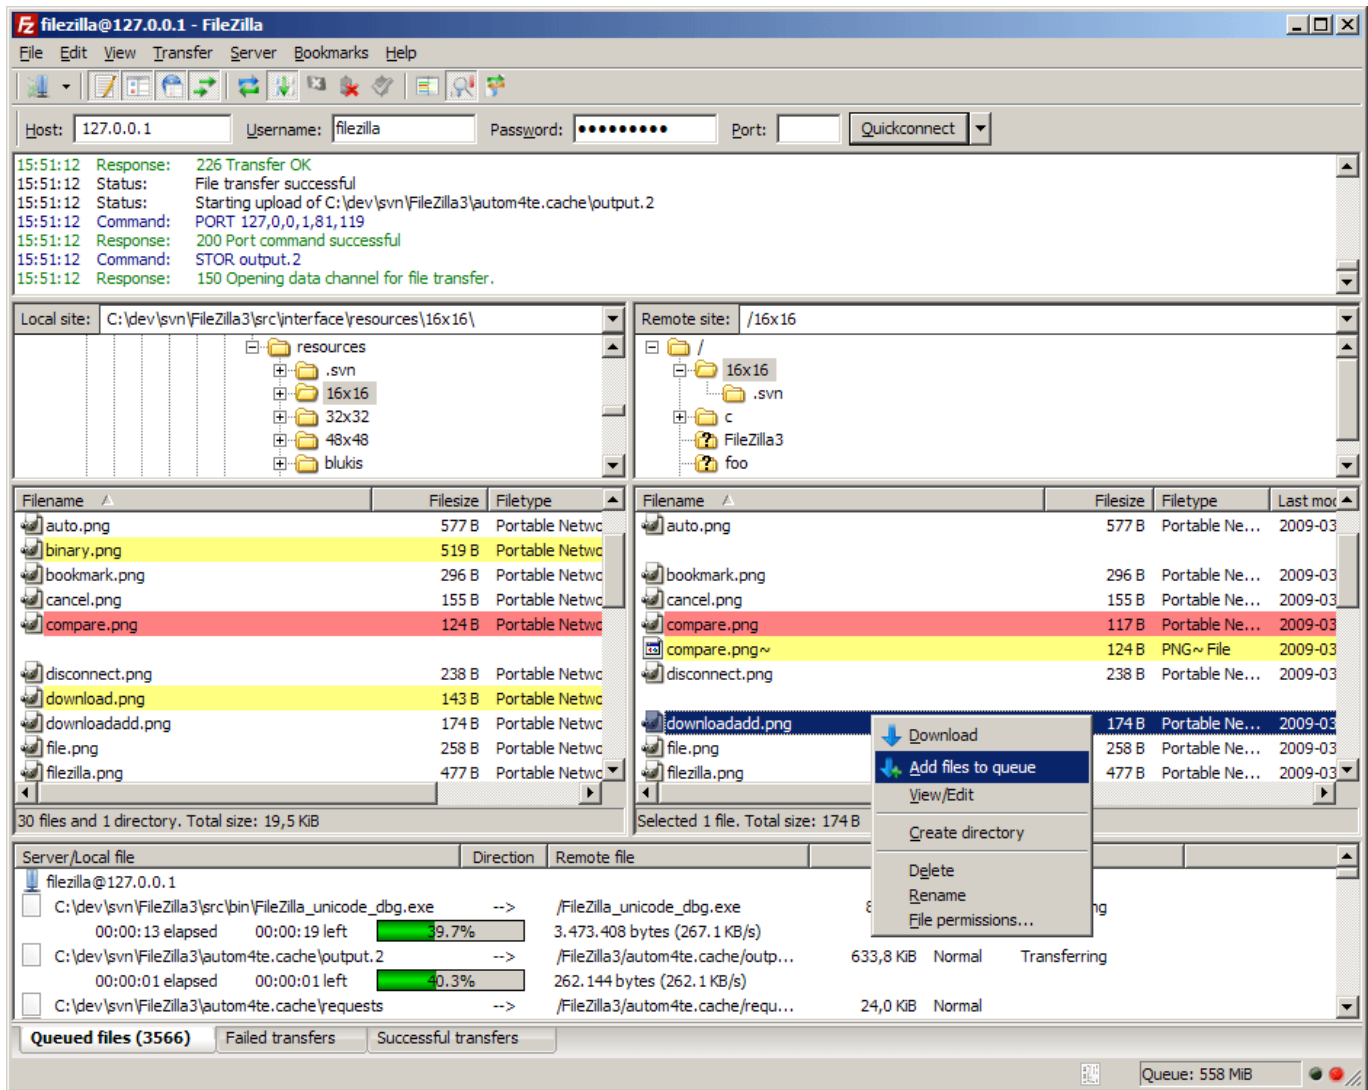 filezilla@127.0.0.1 - FileZilla
File Edit View Transfer Server Bookmarks Help
Host: 127.0.0.1 Username: filezilla Password: ●●●●●●●●● Port: Quickconnect
15:51:12 Response: 226 Transfer OK
15:51:12 Status: File transfer successful
15:51:12 Status: Starting upload of C:\dev\svn\FileZilla3\autom4te.cache\output.2
15:51:12 Command: PORT 127,0,0,1,81,119
15:51:12 Response: 200 Port command successful
15:51:12 Command: STOR output.2
15:51:12 Response: 150 Opening data channel for file transfer.
Local site: C:\dev\svn\FileZilla3\src\interface\resources\16x16\
resources
.svn
16x16
32x32
48x48
blukis
Remote site: /16x16
/
16x16
.svn
c
FileZilla3
foo
Filename Filesize Filetype
auto.png 577 B Portable Netwo
binary.png 519 B Portable Netwo
bookmark.png 296 B Portable Netwo
cancel.png 155 B Portable Netwo
compare.png 124 B Portable Netwo
disconnect.png 238 B Portable Netwo
download.png 143 B Portable Netwo
downloadadd.png 174 B Portable Netwo
file.png 258 B Portable Netwo
filezilla.png 477 B Portable Netwo
30 files and 1 directory. Total size: 19,5 KiB
Filename Filesize Filetype Last mod
auto.png 577 B Portable Ne... 2009-03
bookmark.png 296 B Portable Ne... 2009-03
cancel.png 155 B Portable Ne... 2009-03
compare.png 117 B Portable Ne... 2009-03
compare.png~ 124 B PNG~ File 2009-03
disconnect.png 238 B Portable Ne... 2009-03
downloadadd.png 174 B Portable Ne... 2009-03
file.png 258 B Portable Ne... 2009-03
filezilla.png 477 B Portable Ne... 2009-03
Selected 1 file. Total size: 174 B
Download
Add files to queue
View/Edit
Create directory
Delete
Rename
File permissions...
Server/Local file Direction Remote file
filezilla@127.0.0.1
C:\dev\svn\FileZilla3\src\bin\FileZilla_unicode_dbg.exe --> /FileZilla_unicode_dbg.exe
00:00:13 elapsed 00:00:19 left 39.7% 3.473.408 bytes (267.1 KB/s)
C:\dev\svn\FileZilla3\autom4te.cache\output.2 --> /FileZilla3/autom4te.cache/outp... 633,8 KiB Normal Transferring
00:00:01 elapsed 00:00:01 left 40.3% 262.144 bytes (262.1 KB/s)
C:\dev\svn\FileZilla3\autom4te.cache\requests --> /FileZilla3/autom4te.cache/requ... 24,0 KiB Normal
Queued files (3566) Failed transfers Successful transfers
Queue: 558 MiB